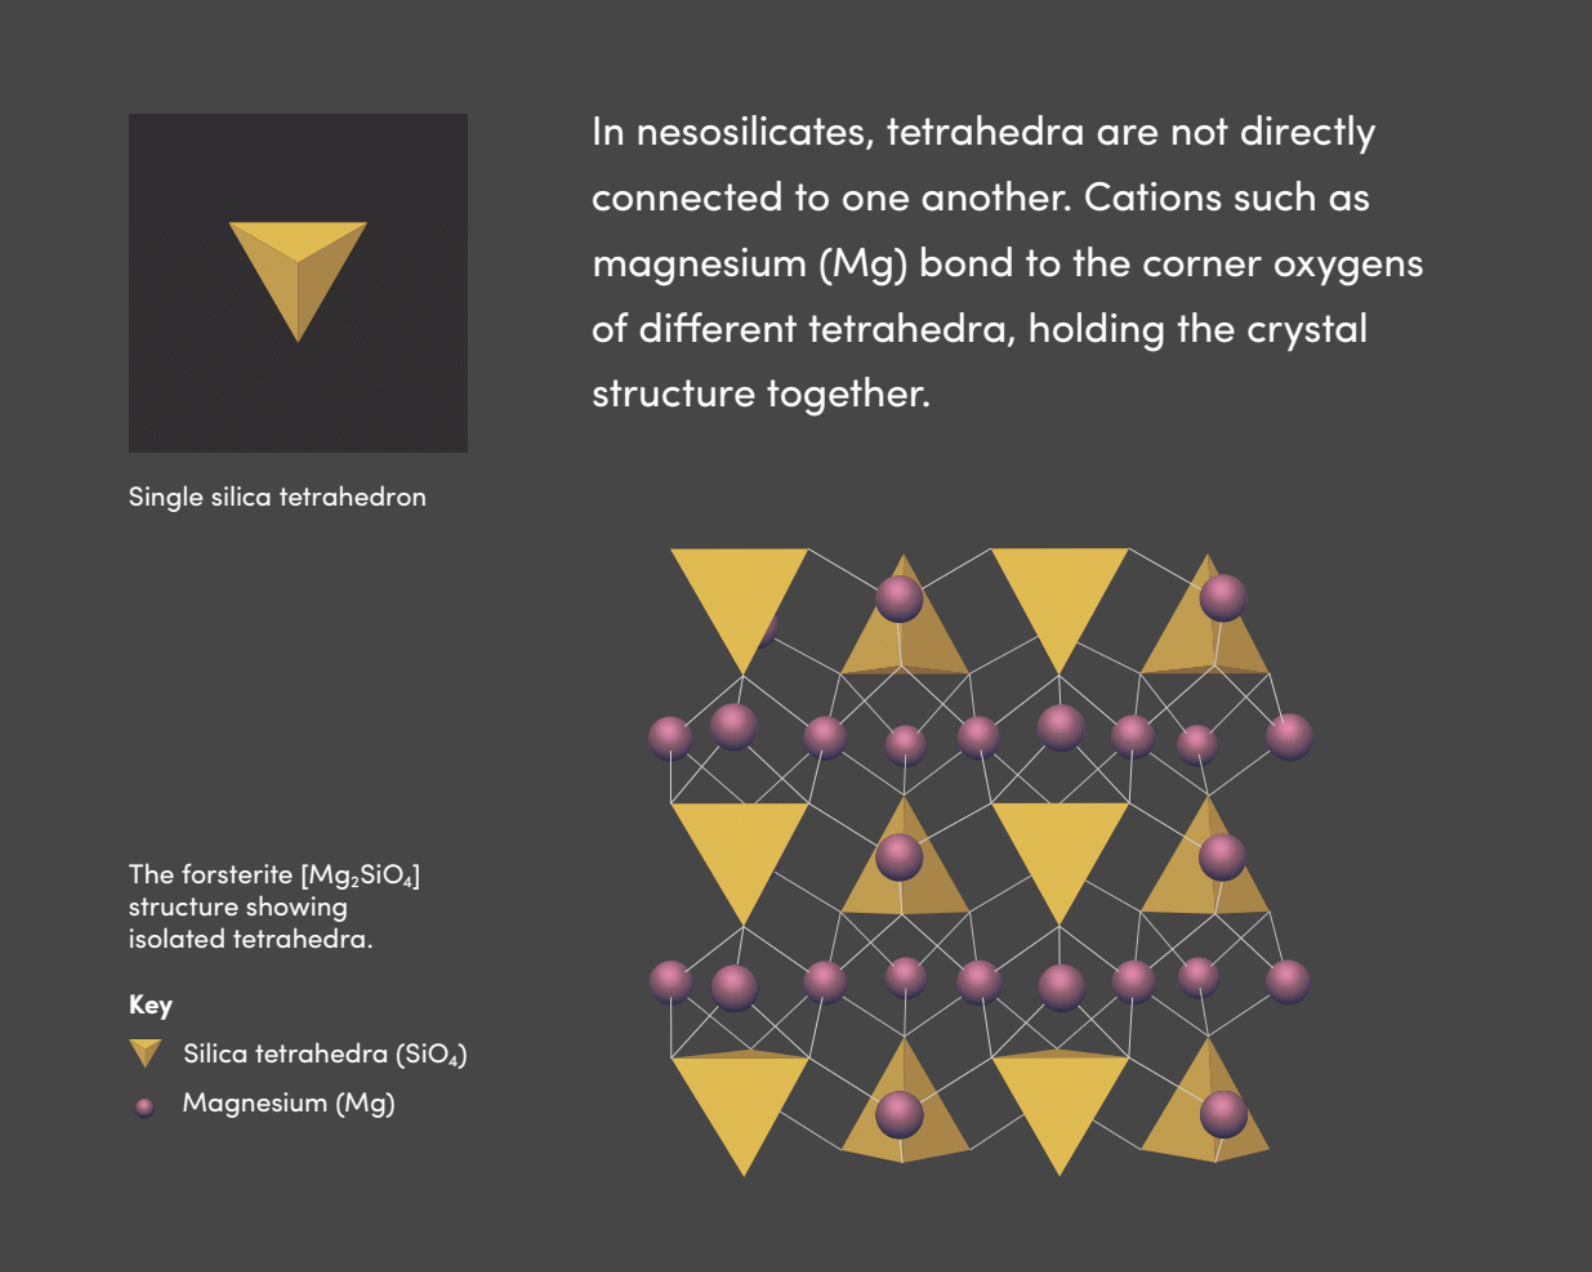 In nesosilicates, tetrahedra are not directly
connected to one another. Cations such as
magnesium (Mg) bond to the corner oxygens
of different tetrahedra, holding the crystal
structure together.
Single silica tetrahedron
The forsterite [Mg₂SiO₄]
structure showing
isolated tetrahedra.
Key
Silica tetrahedra (SiO₄)
Magnesium (Mg)